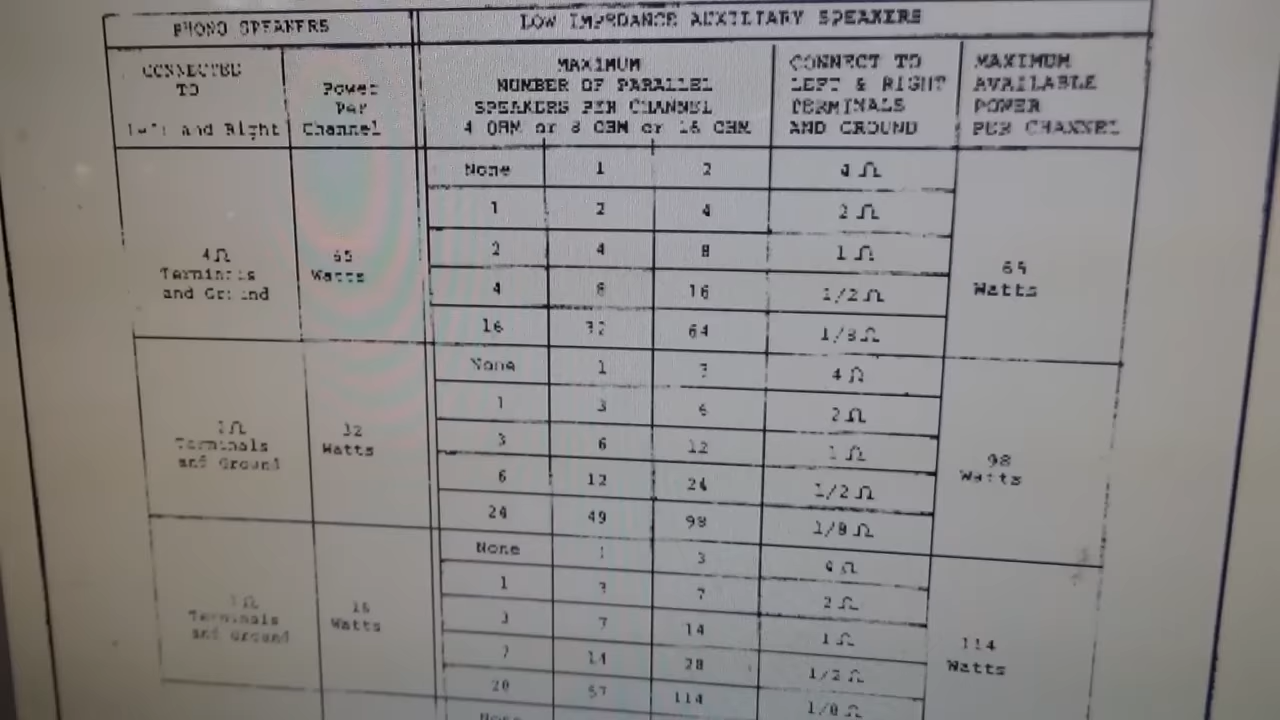 PHONO SPEAKERS
LOW IMPEDANCE AUXILIARY SPEAKERS
CONNECTED
TO
Left and Right
Power
Per
Channel
MAXIMUM
NUMBER OF PARALLEL
SPEAKERS PER CHANNEL
4 OHM or 8 OHM or 16 OHM
CONNECT TO
LEFT & RIGHT
TERMINALS
AND GROUND
MAXIMUM
AVAILABLE
POWER
PER CHANNEL
4Ω
Terminals
and Ground
65
Watts
None 1 2 4 Ω
1 2 4 2 Ω
2 4 8 1 Ω
4 8 16 1/2 Ω
16 32 64 1/8 Ω
65
Watts
Terminals
and Ground
32
Watts
None 1 3 4 Ω
1 3 6 2 Ω
3 6 12 1 Ω
6 12 24 1/2 Ω
24 49 98 1/8 Ω
98
Watts
Terminals
and Ground
16
Watts
None 1 3 4 Ω
1 3 7 2 Ω
3 7 14 1 Ω
7 14 28 1/2 Ω
28 57 114 1/8 Ω
114
Watts
None